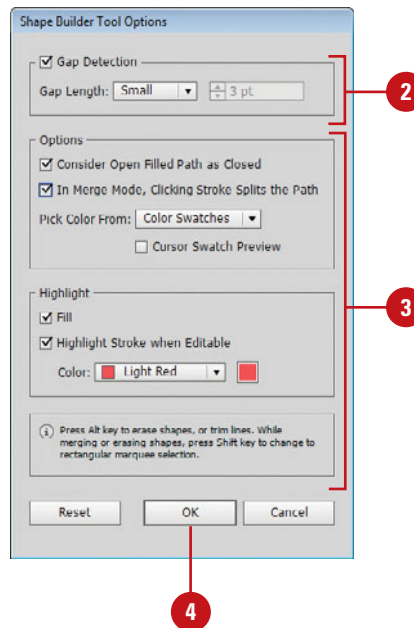 Shape Builder Tool Options
Gap Detection
Gap Length: Small 3 pt
2
Options
Consider Open Filled Path as Closed
In Merge Mode, Clicking Stroke Splits the Path
Pick Color From: Color Swatches
Cursor Swatch Preview
3
Highlight
Fill
Highlight Stroke when Editable
Color: Light Red
Press Alt key to erase shapes, or trim lines. While
merging or erasing shapes, press Shift key to change to
rectangular marquee selection.
Reset OK Cancel
4